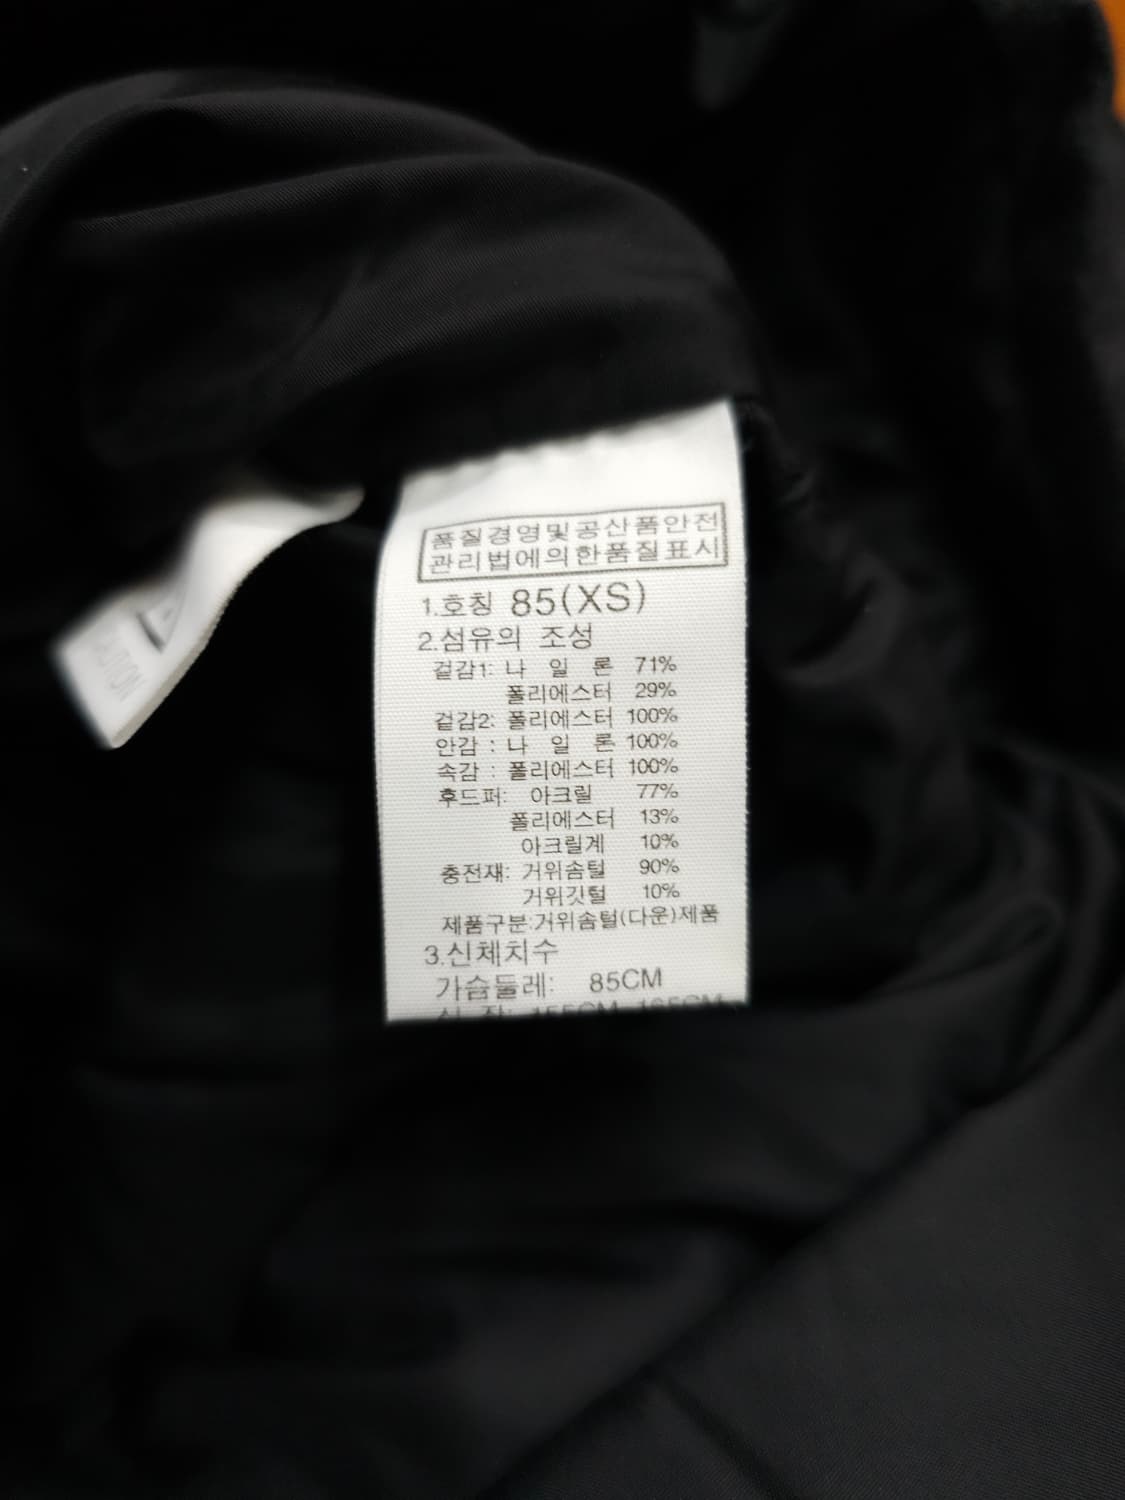 품질경영및공산품안전
관리법에의한품질표시
1.호칭 85(XS)
2.섬유의 조성
겉감1: 나 일 론 71%
폴리에스터 29%
겉감2: 폴리에스터 100%
안감 : 나 일 론 100%
속감 : 폴리에스터 100%
후드퍼: 아크릴 77%
폴리에스터 13%
아크릴계 10%
충전재: 거위솜털 90%
거위깃털 10%
제품구분:거위솜털(다운)제품
3.신체치수
가슴둘레: 85CM
CAUTION